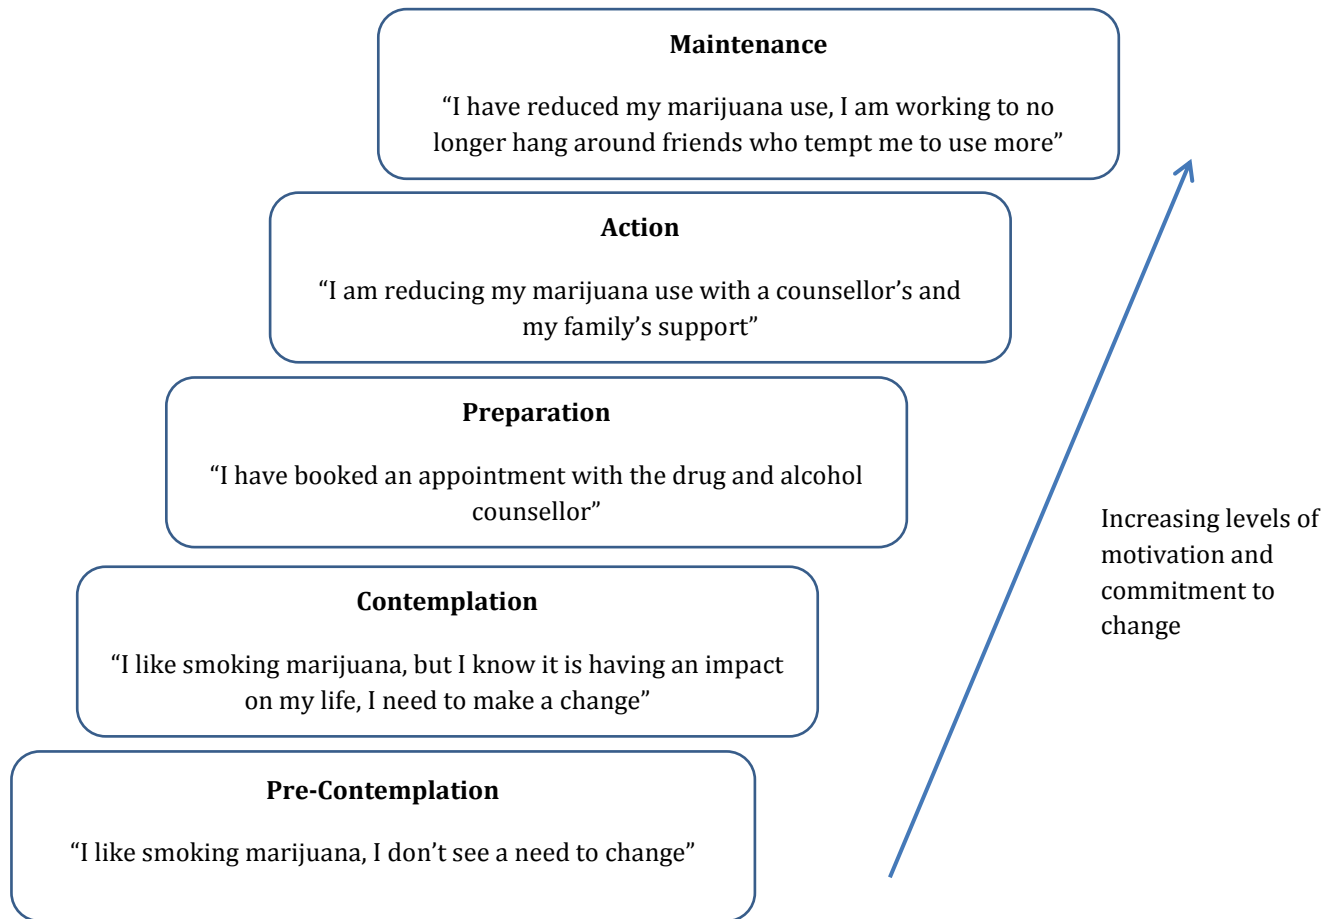 Maintenance
“I have reduced my marijuana use, I am working to no
longer hang around friends who tempt me to use more”
Action
“I am reducing my marijuana use with a counsellor’s and
my family’s support”
Preparation
“I have booked an appointment with the drug and alcohol
counsellor”
Contemplation
“I like smoking marijuana, but I know it is having an impact
on my life, I need to make a change”
Pre-Contemplation
“I like smoking marijuana, I don’t see a need to change”
Increasing levels of
motivation and
commitment to
change